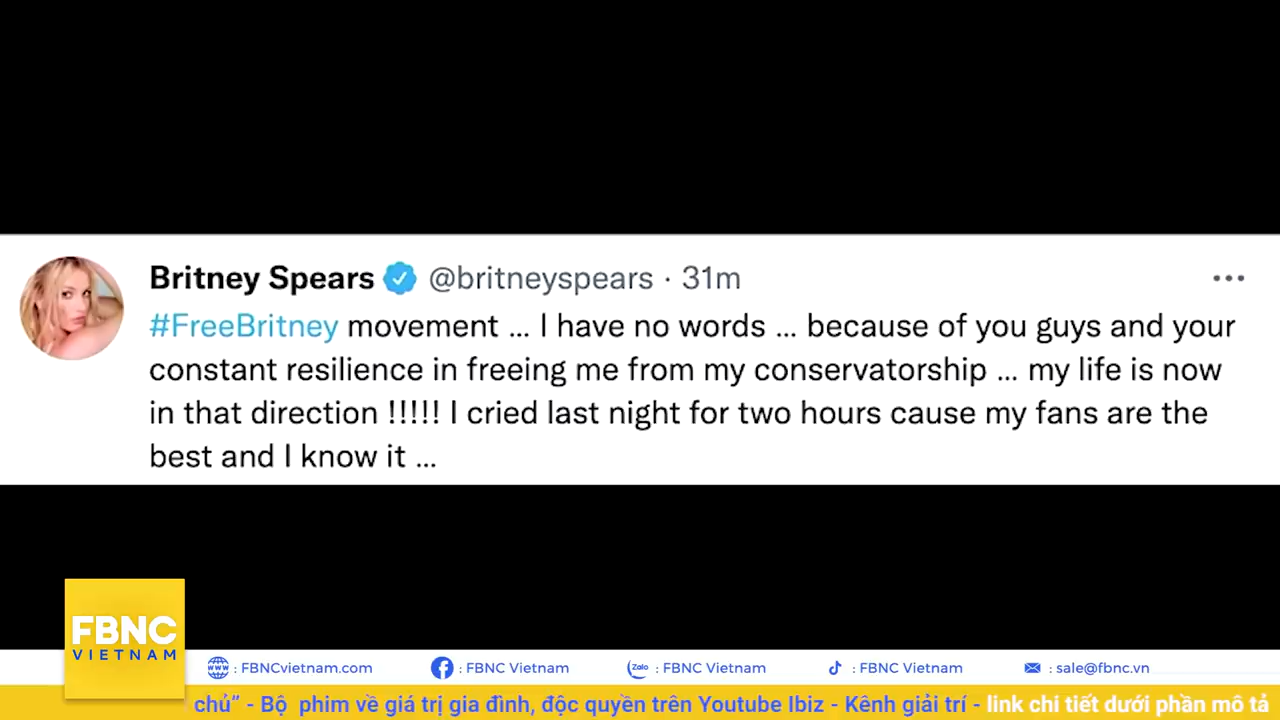 Britney Spears @britneyspears · 31m
#FreeBritney movement ... I have no words ... because of you guys and your
constant resilience in freeing me from my conservatorship ... my life is now
in that direction !!!!! I cried last night for two hours cause my fans are the
best and I know it ...
FBNC
VIETNAM
WWW : FBNCvietnam.com : FBNC Vietnam Zalo : FBNC Vietnam : FBNC Vietnam : sale@fbnc.vn
chủ” - Bộ phim về giá trị gia đình, độc quyền trên Youtube Ibiz - Kênh giải trí - link chi tiết dưới phần mô tả